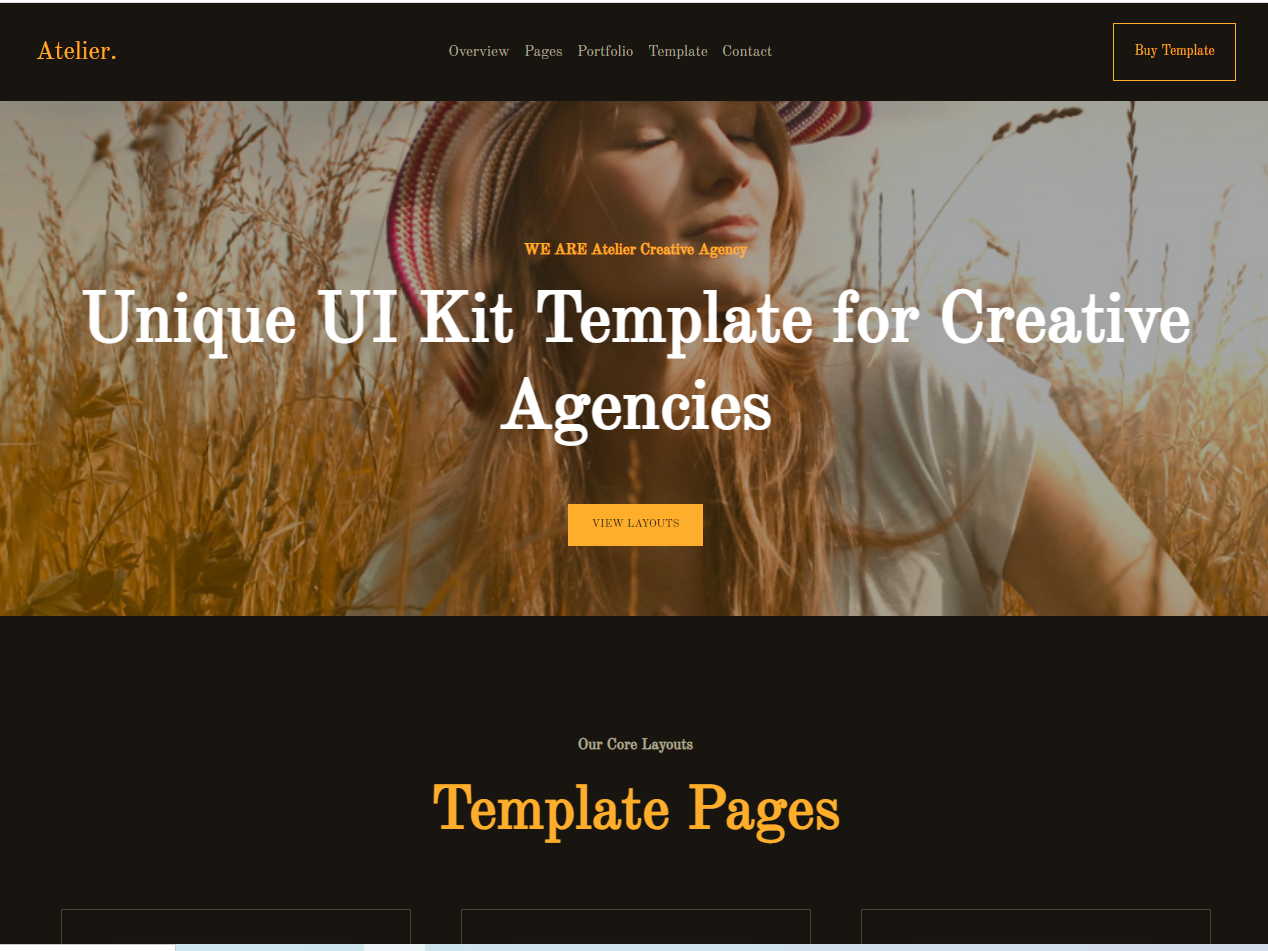 Atelier.
Overview Pages Portfolio Template Contact
Buy Template
WE ARE Atelier Creative Agency
Unique UI Kit Template for Creative
Agencies
VIEW LAYOUTS
Our Core Layouts
Template Pages